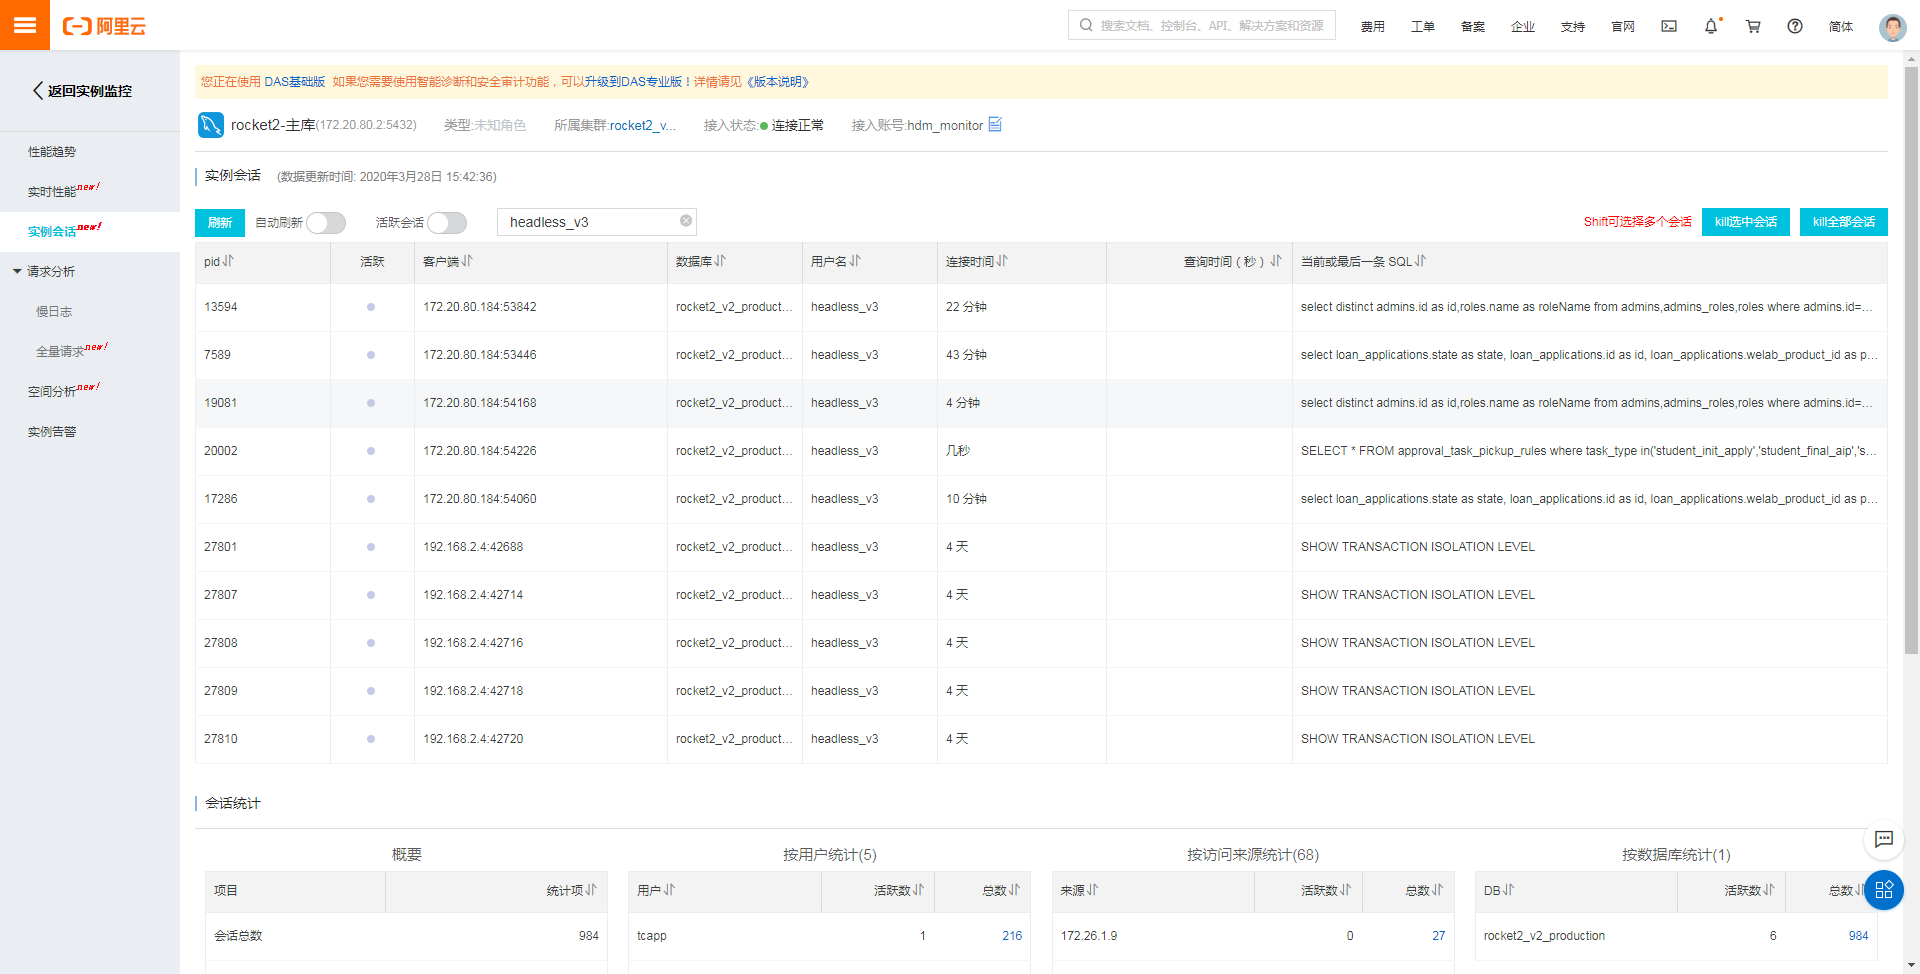 阿里云
搜索文档、控制台、API、解决方案和资源
费用 工单 备案 企业 支持 官网 简体
返回实例监控
性能趋势
实时性能 new!
实例会话 new!
请求分析
慢日志
全量请求 new!
空间分析 new!
实例告警
您正在使用 DAS基础版 如果您需要使用智能诊断和安全审计功能，可以升级到DAS专业版！详情请见《版本说明》
rocket2-主库(172.20.80.2:5432) 类型:未知角色 所属集群:rocket2_v... 接入状态: 连接正常 接入账号:hdm_monitor
实例会话 (数据更新时间: 2020年3月28日 15:42:36)
刷新 自动刷新 活跃会话 headless_v3 Shift可选择多个会话 kill选中会话 kill全部会话
pid 活跃 客户端 数据库 用户名 连接时间 查询时间（秒） 当前或最后一条 SQL
13594 172.20.80.184:53842 rocket2_v2_product... headless_v3 22 分钟 select distinct admins.id as id,roles.name as roleName from admins,admins_roles,roles where admins.id=...
7589 172.20.80.184:53446 rocket2_v2_product... headless_v3 43 分钟 select loan_applications.state as state, loan_applications.id as id, loan_applications.welab_product_id as p...
19081 172.20.80.184:54168 rocket2_v2_product... headless_v3 4 分钟 select distinct admins.id as id,roles.name as roleName from admins,admins_roles,roles where admins.id=...
20002 172.20.80.184:54226 rocket2_v2_product... headless_v3 几秒 SELECT * FROM approval_task_pickup_rules where task_type in('student_init_apply','student_final_aip','s...
17286 172.20.80.184:54060 rocket2_v2_product... headless_v3 10 分钟 select loan_applications.state as state, loan_applications.id as id, loan_applications.welab_product_id as p...
27801 192.168.2.4:42688 rocket2_v2_product... headless_v3 4 天 SHOW TRANSACTION ISOLATION LEVEL
27807 192.168.2.4:42714 rocket2_v2_product... headless_v3 4 天 SHOW TRANSACTION ISOLATION LEVEL
27808 192.168.2.4:42716 rocket2_v2_product... headless_v3 4 天 SHOW TRANSACTION ISOLATION LEVEL
27809 192.168.2.4:42718 rocket2_v2_product... headless_v3 4 天 SHOW TRANSACTION ISOLATION LEVEL
27810 192.168.2.4:42720 rocket2_v2_product... headless_v3 4 天 SHOW TRANSACTION ISOLATION LEVEL
会话统计
概要 按用户统计(5) 按访问来源统计(68) 按数据库统计(1)
项目 统计项 用户 活跃数 总数 来源 活跃数 总数 DB 活跃数 总数
会话总数 984 tcapp 1 216 172.26.1.9 0 27 rocket2_v2_production 6 984